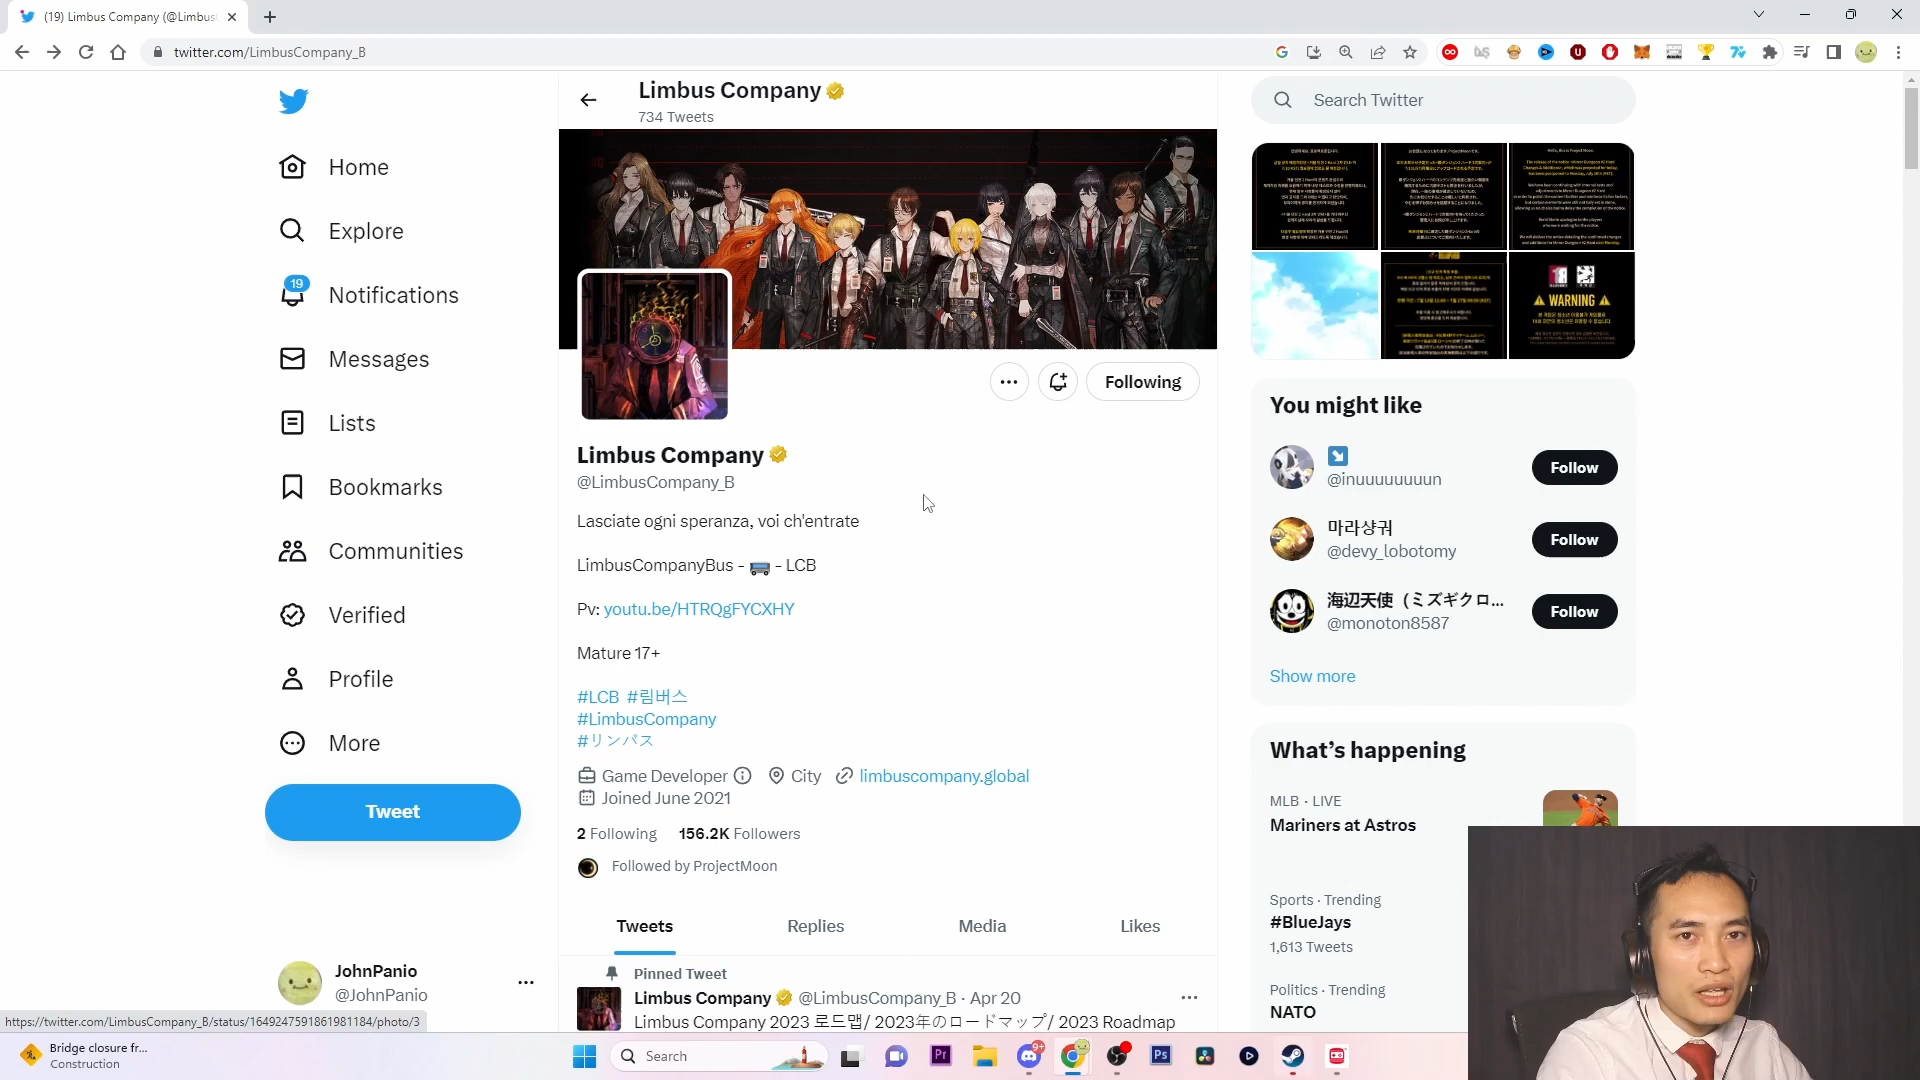 (19) Limbus Company (@Limbus
twitter.com/LimbusCompany_B
Limbus Company
734 Tweets
Search Twitter
Home
Explore
19
Notifications
Messages
Lists
Bookmarks
Communities
Verified
Profile
More
Tweet
JohnPanio
@JohnPanio
Following
Limbus Company
@LimbusCompany_B
Lasciate ogni speranza, voi ch'entrate
LimbusCompanyBus - 🚌 - LCB
Pv: youtu.be/HTRQgFYCXHY
Mature 17+
#LCB #림버스
#LimbusCompany
#リンバス
Game Developer City limbuscompany.global
Joined June 2021
2 Following 156.2K Followers
Followed by ProjectMoon
Tweets Replies Media Likes
Pinned Tweet
Limbus Company @LimbusCompany_B · Apr 20
Limbus Company 2023 로드맵/ 2023年のロードマップ/ 2023 Roadmap
WARNING
You might like
@inuuuuuuuun
Follow
마라샹궈
@devy_lobotomy
Follow
海辺天使（ミズギクロ...
@monoton8587
Follow
Show more
What's happening
MLB · LIVE
Mariners at Astros
Sports · Trending
#BlueJays
1,613 Tweets
Politics · Trending
NATO
https://twitter.com/LimbusCompany_B/status/1649247591861981184/photo/3
Bridge closure fr...
Construction
Search
9+